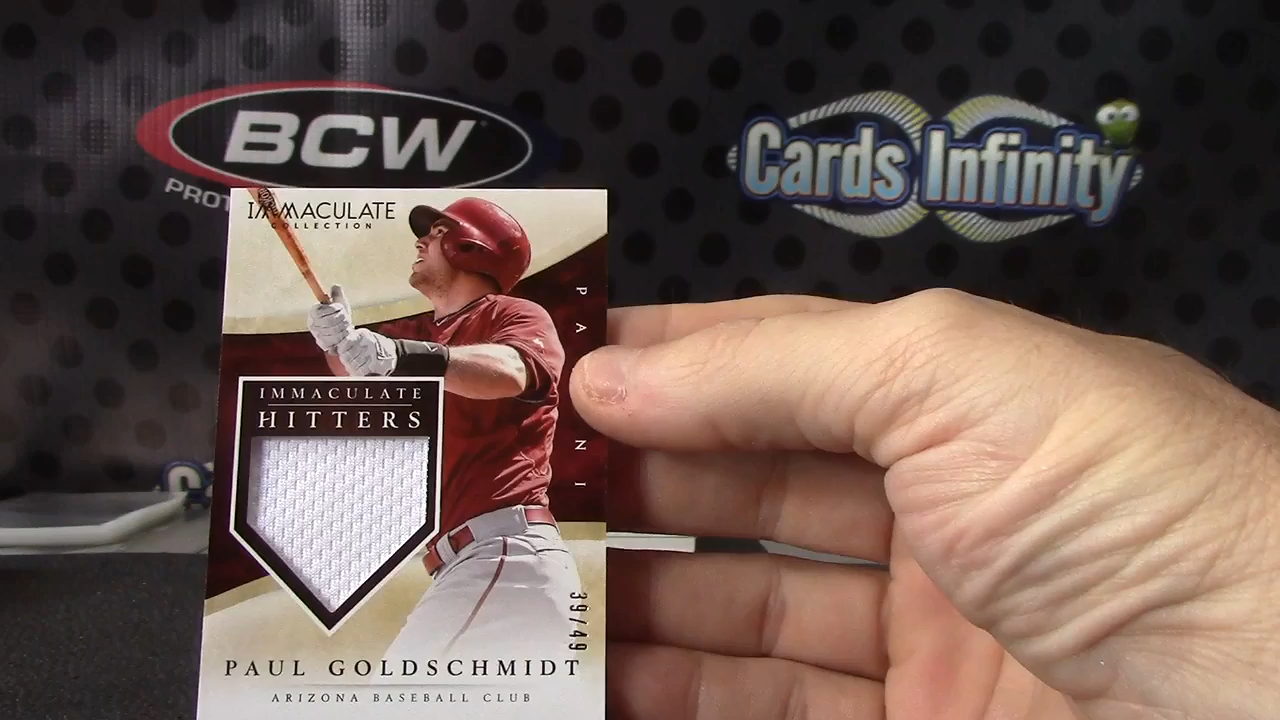 BCW
PROT
Cards Infinity
IMMACULATE
COLLECTION
PANINI
IMMACULATE
HITTERS
39/49
PAUL GOLDSCHMIDT
ARIZONA BASEBALL CLUB